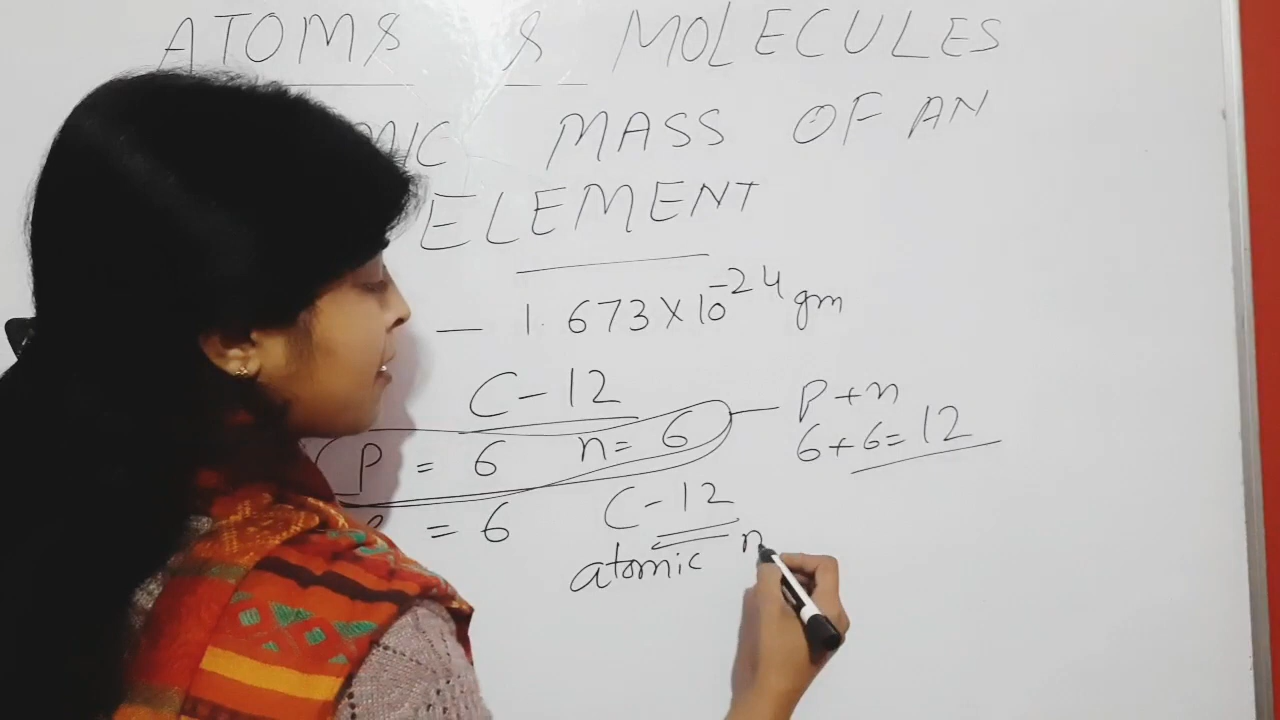 ATOMS & MOLECULES
MIC MASS OF AN
ELEMENT
— 1.673×10⁻²⁴ gm
C-12
P = 6 n = 6 — P+n
6+6=12
= 6 C-12
atomic